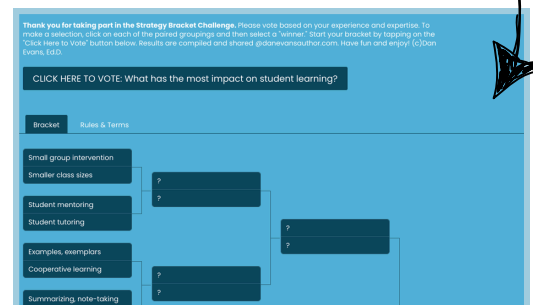 Thank you for taking part in the Strategy Bracket Challenge. Please vote based on your experience and expertise. To
make a selection, click on each of the paired groupings and then select a "winner." Start your bracket by tapping on the
"Click Here to Vote" button below. Results are compiled and shared @danevansauthor.com. Have fun and enjoy! (c)Dan
Evans, Ed.D.
CLICK HERE TO VOTE: What has the most impact on student learning?
Bracket Rules & Terms
Small group intervention
Smaller class sizes
?
?
Student mentoring
Student tutoring
?
?
Examples, exemplars
Cooperative learning
?
?
Summarizing, note-taking